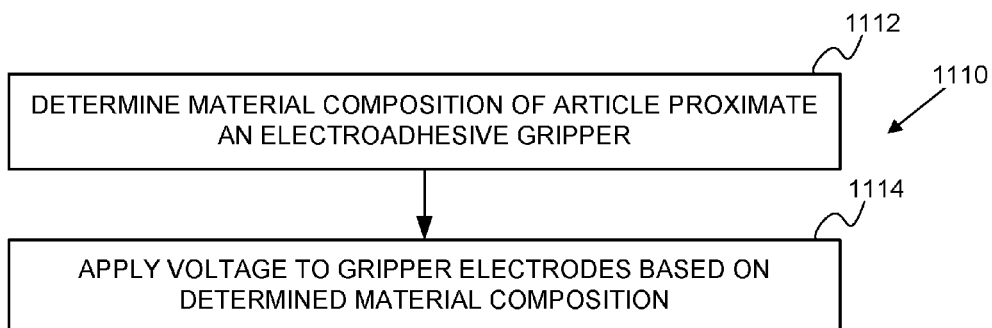 1112
1110
DETERMINE MATERIAL COMPOSITION OF ARTICLE PROXIMATE
AN ELECTROADHESIVE GRIPPER
1114
APPLY VOLTAGE TO GRIPPER ELECTRODES BASED ON
DETERMINED MATERIAL COMPOSITION